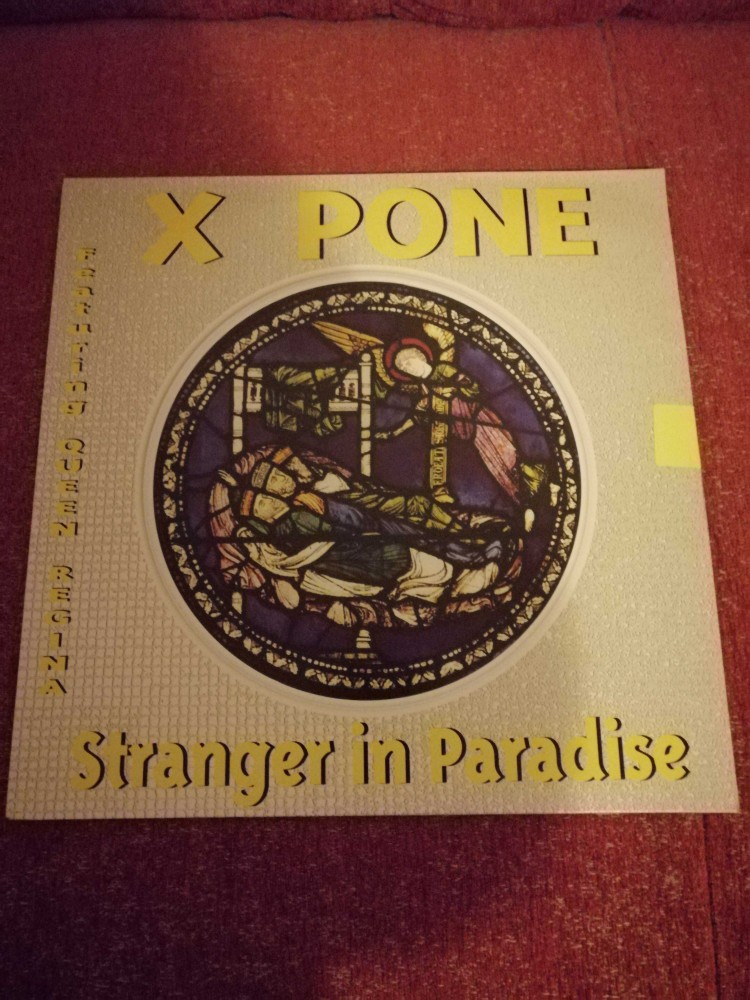 X PONE
FEATURING QUEEN REGINA
Stranger in Paradise